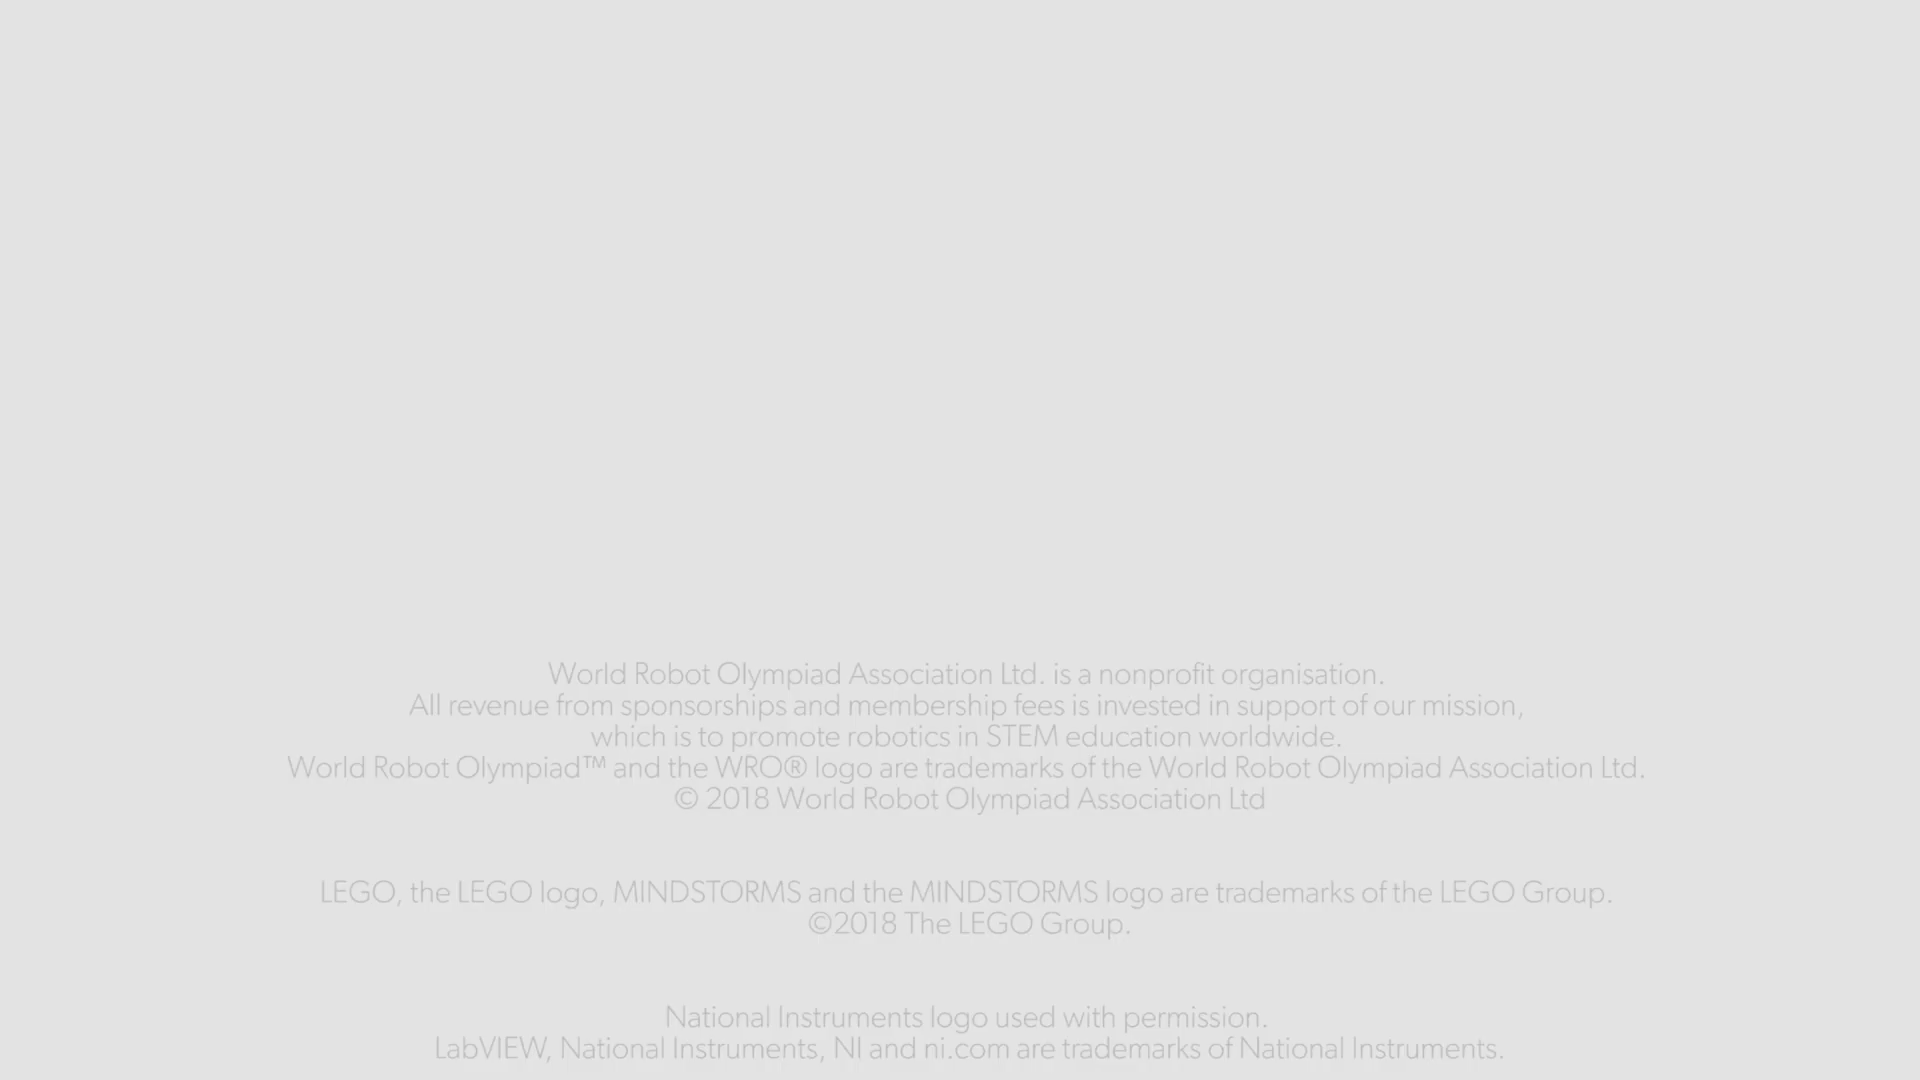 World Robot Olympiad Association Ltd. is a nonprofit organisation.
All revenue from sponsorships and membership fees is invested in support of our mission,
which is to promote robotics in STEM education worldwide.
World Robot Olympiad™ and the WRO® logo are trademarks of the World Robot Olympiad Association Ltd.
© 2018 World Robot Olympiad Association Ltd
LEGO, the LEGO logo, MINDSTORMS and the MINDSTORMS logo are trademarks of the LEGO Group.
©2018 The LEGO Group.
National Instruments logo used with permission.
LabVIEW, National Instruments, NI and ni.com are trademarks of National Instruments.